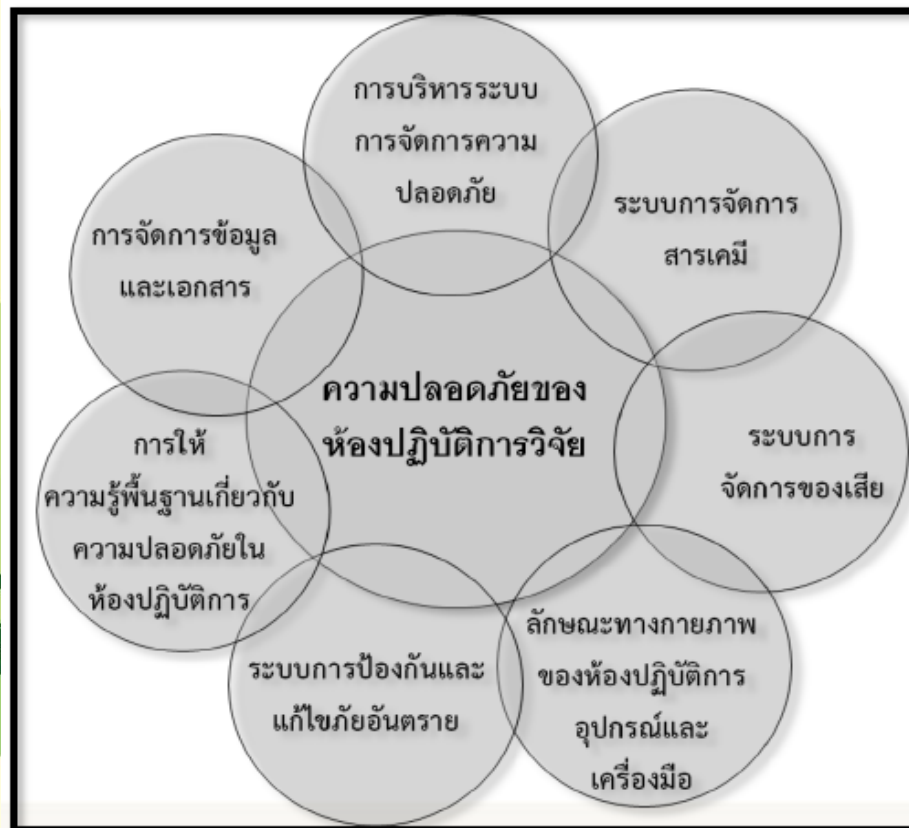 การบริหารระบบ
การจัดการความ
ปลอดภัย
ระบบการจัดการ
สารเคมี
ระบบการ
จัดการของเสีย
ลักษณะทางกายภาพ
ของห้องปฏิบัติการ
อุปกรณ์และ
เครื่องมือ
ระบบการป้องกันและ
แก้ไขภัยอันตราย
การให้
ความรู้พื้นฐานเกี่ยวกับ
ความปลอดภัยใน
ห้องปฏิบัติการ
การจัดการข้อมูล
และเอกสาร
ความปลอดภัยของ
ห้องปฏิบัติการวิจัย